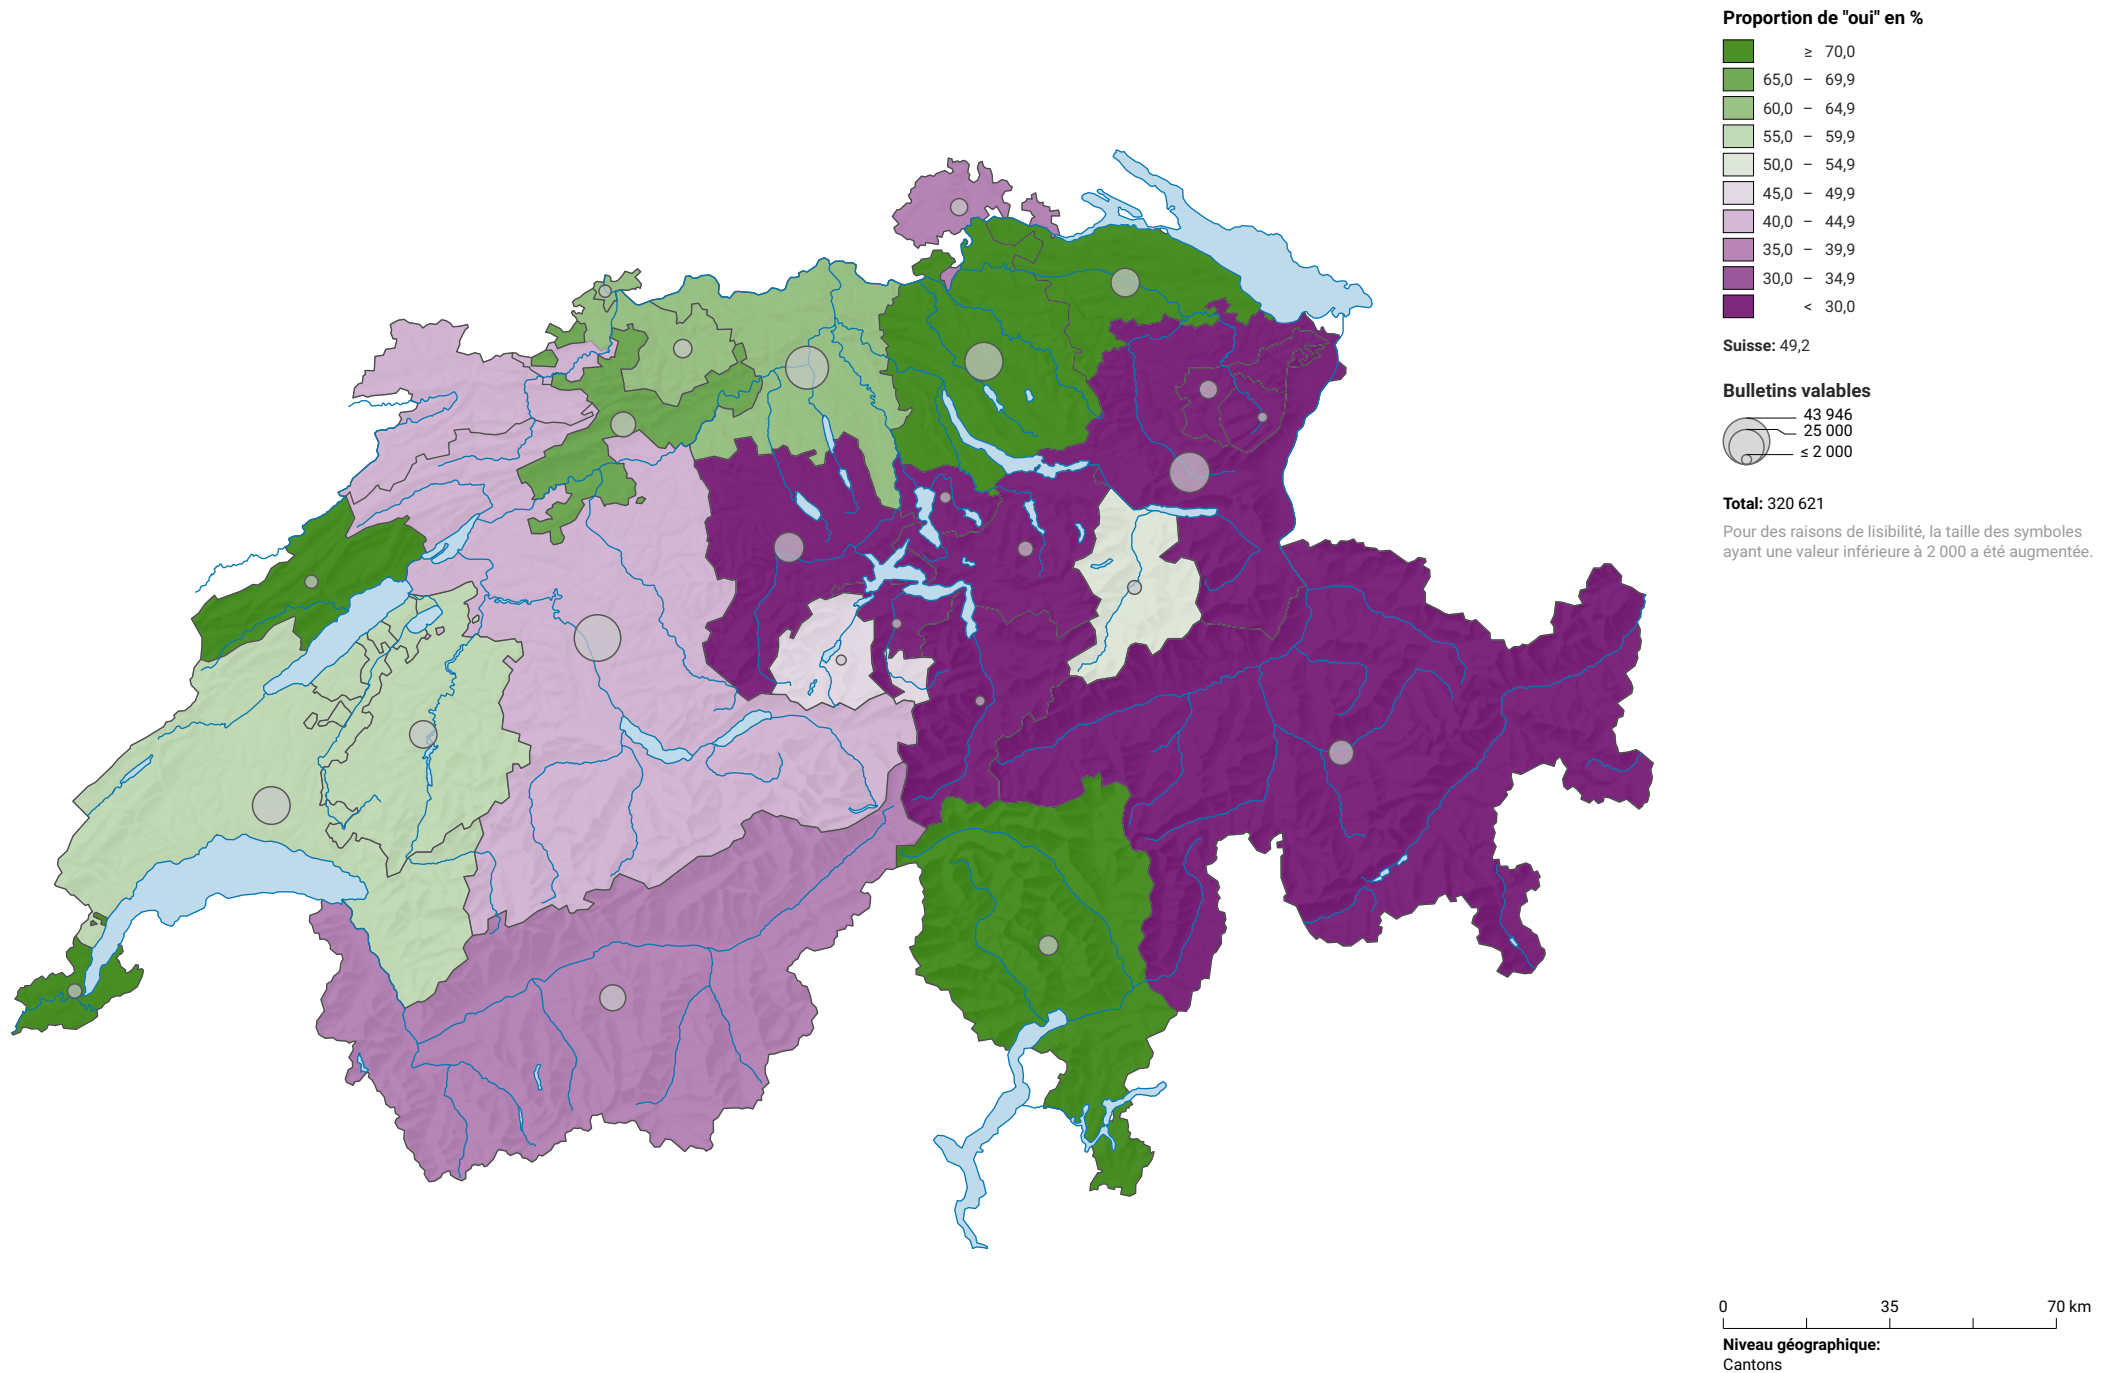 Proportion de "oui" en %
≥ 70,0
65,0 – 69,9
60,0 – 64,9
55,0 – 59,9
50,0 – 54,9
45,0 – 49,9
40,0 – 44,9
35,0 – 39,9
30,0 – 34,9
< 30,0
Suisse: 49,2
Bulletins valables
43 946
25 000
≤ 2 000
Total: 320 621
Pour des raisons de lisibilité, la taille des symboles
ayant une valeur inférieure à 2 000 a été augmentée.
0 35 70 km
Niveau géographique:
Cantons